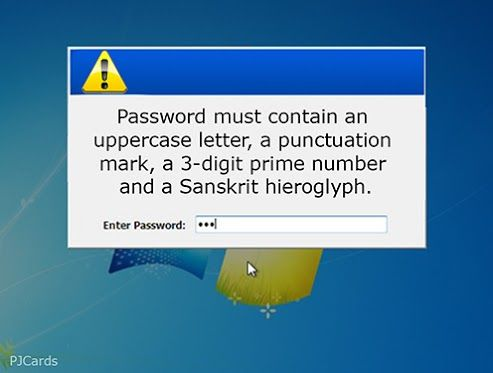 Password must contain an
uppercase letter, a punctuation
mark, a 3-digit prime number
and a Sanskrit hieroglyph.
Enter Password: •••
PJCards